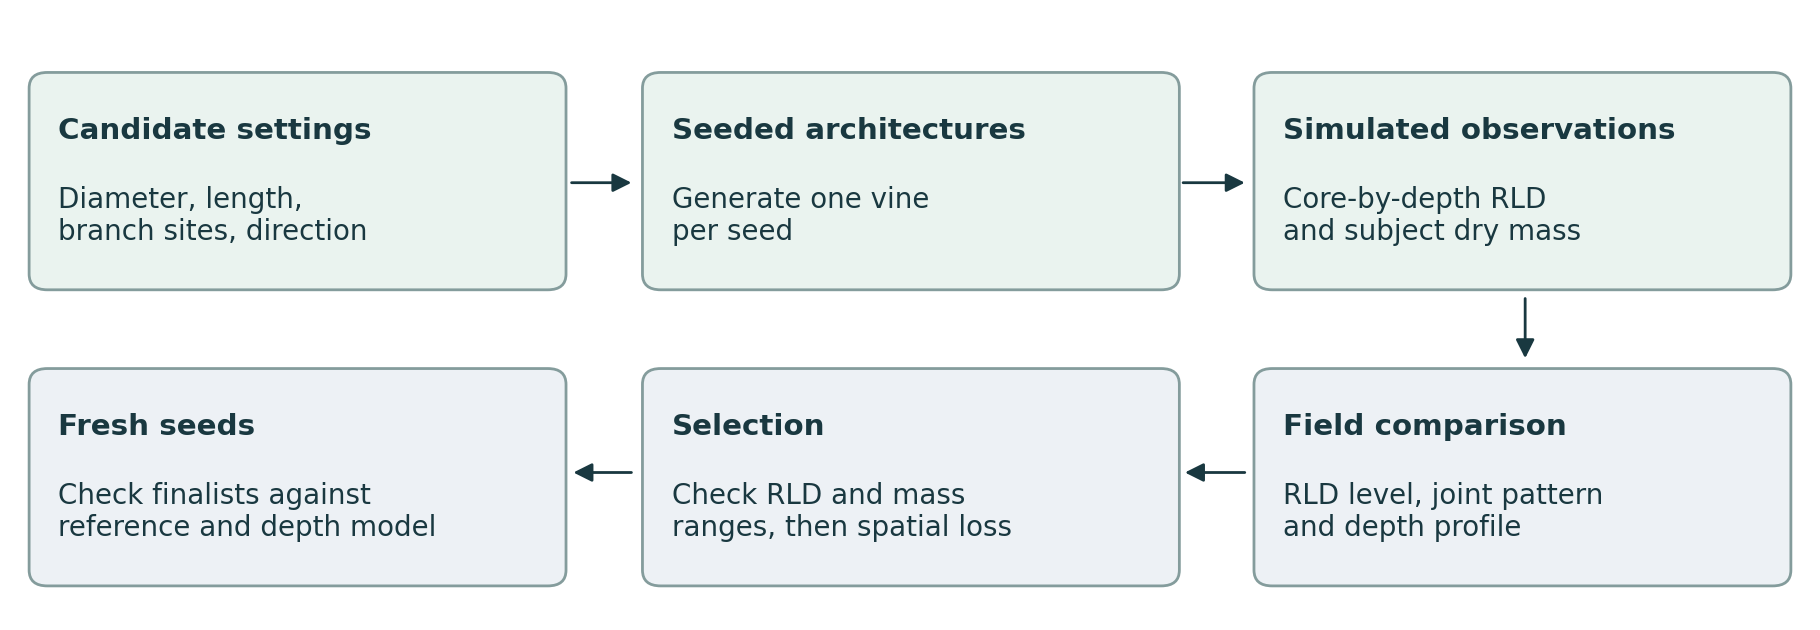 Candidate settings
Diameter, length,
branch sites, direction
Seeded architectures
Generate one vine
per seed
Simulated observations
Core-by-depth RLD
and subject dry mass
Field comparison
RLD level, joint pattern
and depth profile
Selection
Check RLD and mass
ranges, then spatial loss
Fresh seeds
Check finalists against
reference and depth model